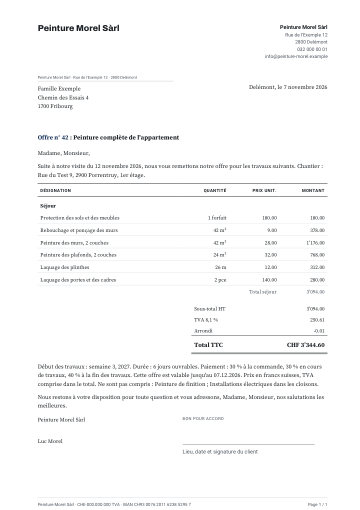 Peinture Morel Sàrl
Peinture Morel Sàrl
Rue de l'Exemple 12
2800 Delémont
032 000 00 01
info@peinture-morel.example
Peinture Morel Sàrl · Rue de l'Exemple 12 · 2800 Delémont
Famille Exemple
Chemin des Essais 4
1700 Fribourg
Delémont, le 7 novembre 2026
Offre n° 42 : Peinture complète de l'appartement
Madame, Monsieur,
Suite à notre visite du 12 novembre 2026, nous vous remettons notre offre pour les travaux suivants. Chantier :
Rue du Test 9, 2900 Porrentruy, 1er étage.
DÉSIGNATION QUANTITÉ PRIX UNIT. MONTANT
Séjour
Protection des sols et des meubles 1 forfait 180.00 180.00
Rebouchage et ponçage des murs 42 m² 9.00 378.00
Peinture des murs, 2 couches 42 m² 28.00 1'176.00
Peinture des plafonds, 2 couches 24 m² 32.00 768.00
Laquage des plinthes 26 m 12.00 312.00
Laquage des portes et des cadres 2 pce 140.00 280.00
Total séjour 3'094.00
Sous-total HT 3'094.00
TVA 8,1 % 250.61
Arrondi -0.01
Total TTC CHF 3'344.60
Début des travaux : semaine 3, 2027. Durée : 6 jours ouvrables. Paiement : 30 % à la commande, 30 % en cours
de travaux, 40 % à la fin des travaux. Cette offre est valable jusqu'au 07.12.2026. Prix en francs suisses, TVA
comprise dans le total. Ne sont pas compris : Peinture de finition ; Installations électriques dans les cloisons.
Nous restons à votre disposition pour toute question et vous adressons, Madame, Monsieur, nos salutations les
meilleures.
Peinture Morel Sàrl
BON POUR ACCORD
Luc Morel
Lieu, date et signature du client
Peinture Morel Sàrl · CHE-000.000.000 TVA · IBAN
Page 1 / 1